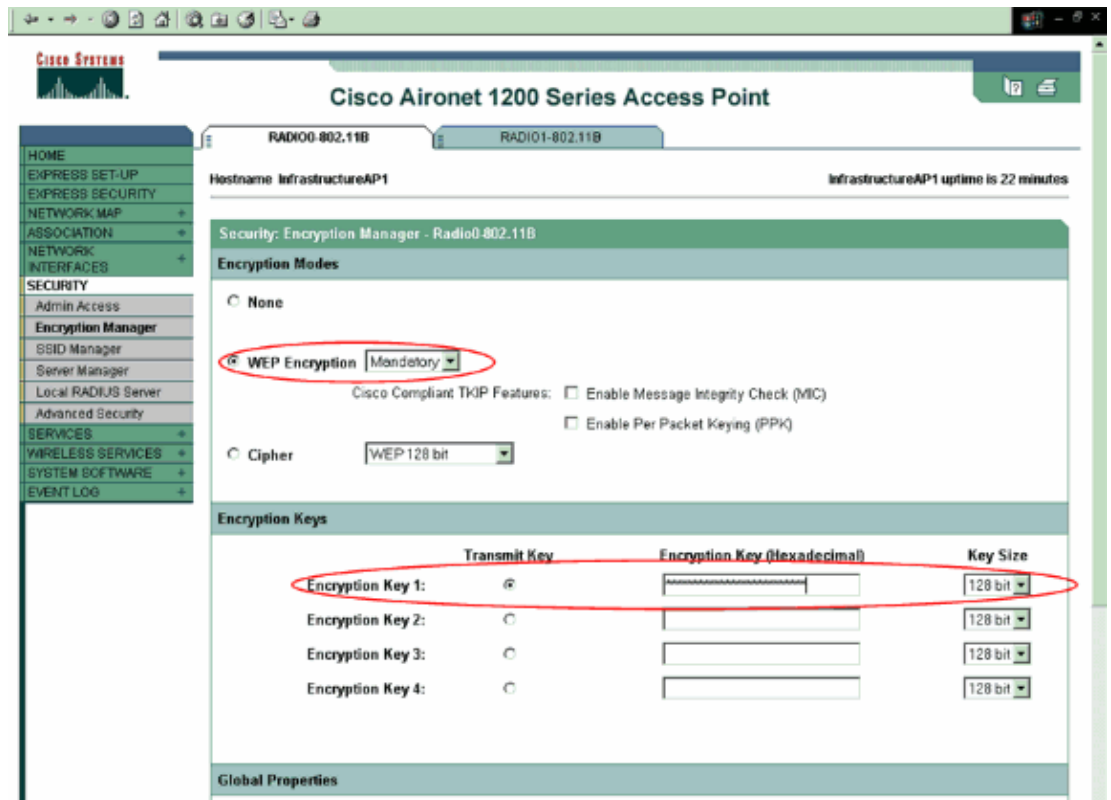 CISCO SYSTEMS
Cisco Aironet 1200 Series Access Point
RADIO0-802.11B
RADIO1-802.11B
HOME
EXPRESS SET-UP
EXPRESS SECURITY
NETWORK MAP +
ASSOCIATION +
NETWORK
INTERFACES +
SECURITY
Admin Access
Encryption Manager
SSID Manager
Server Manager
Local RADIUS Server
Advanced Security
SERVICES +
WIRELESS SERVICES +
SYSTEM SOFTWARE +
EVENT LOG +
Hostname InfrastructureAP1
InfrastructureAP1 uptime is 22 minutes
Security: Encryption Manager - Radio0-802.11B
Encryption Modes
None
WEP Encryption Mandatory
Cisco Compliant TKIP Features: Enable Message Integrity Check (MIC)
Enable Per Packet Keying (PPK)
Cipher WEP 128 bit
Encryption Keys
Transmit Key Encryption Key (Hexadecimal) Key Size
Encryption Key 1: 128 bit
Encryption Key 2: 128 bit
Encryption Key 3: 128 bit
Encryption Key 4: 128 bit
Global Properties